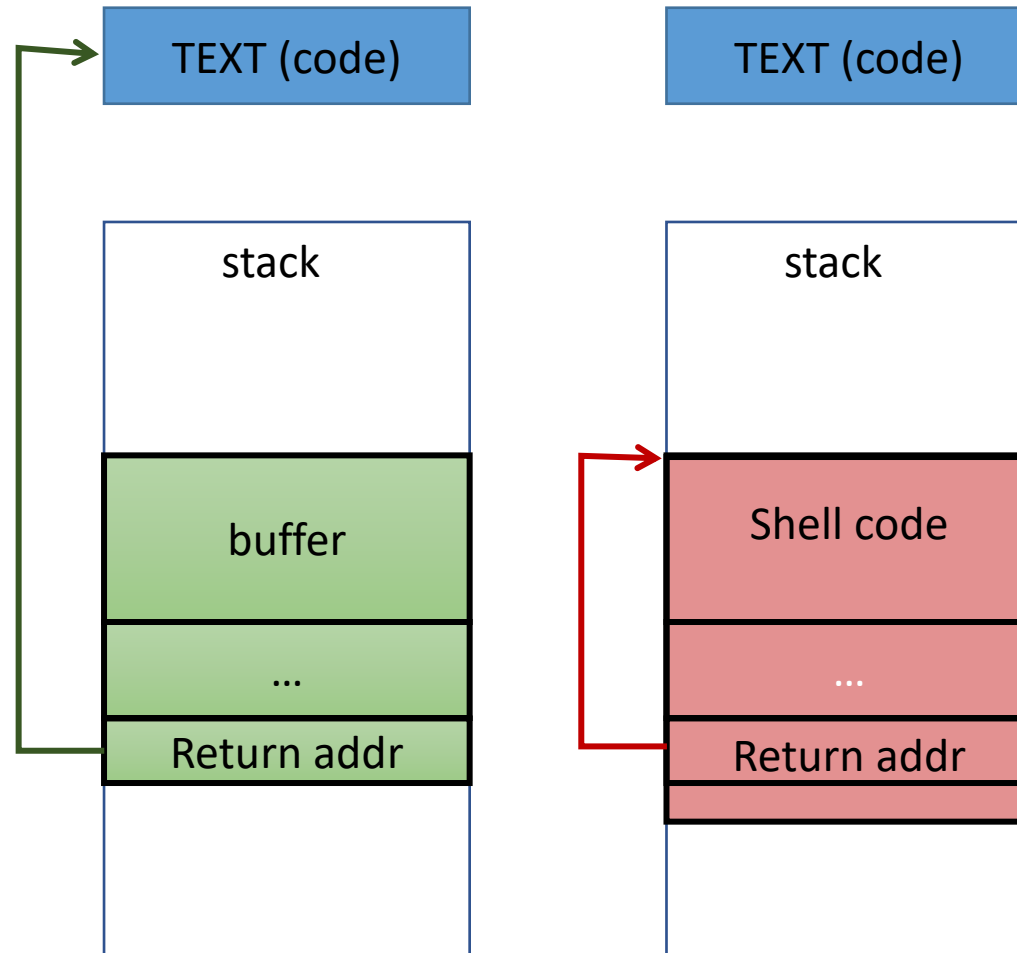 TEXT (code)
stack
buffer
...
Return addr
TEXT (code)
stack
Shell code
...
Return addr